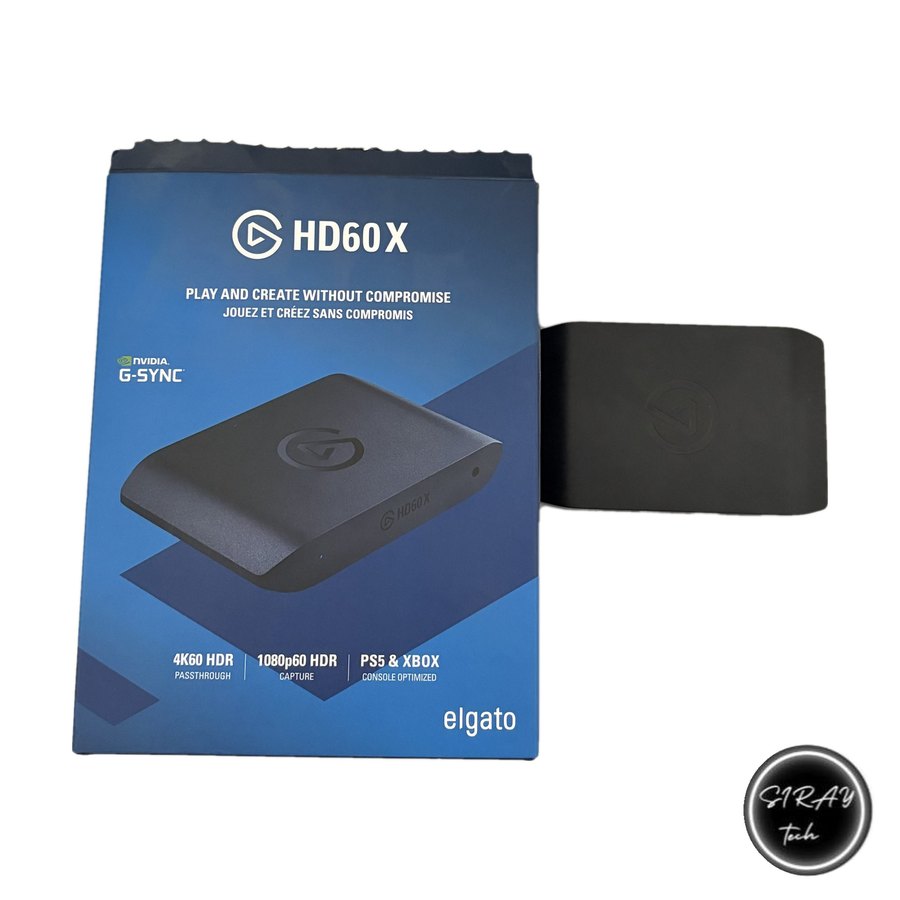 HD60 X
PLAY AND CREATE WITHOUT COMPROMISE
JOUEZ ET CRÉEZ SANS COMPROMIS
NVIDIA.
G-SYNC
HD60 X
4K60 HDR
PASSTHROUGH
1080p60 HDR
CAPTURE
PS5 & XBOX
CONSOLE OPTIMIZED
elgato
SIRAY
tech